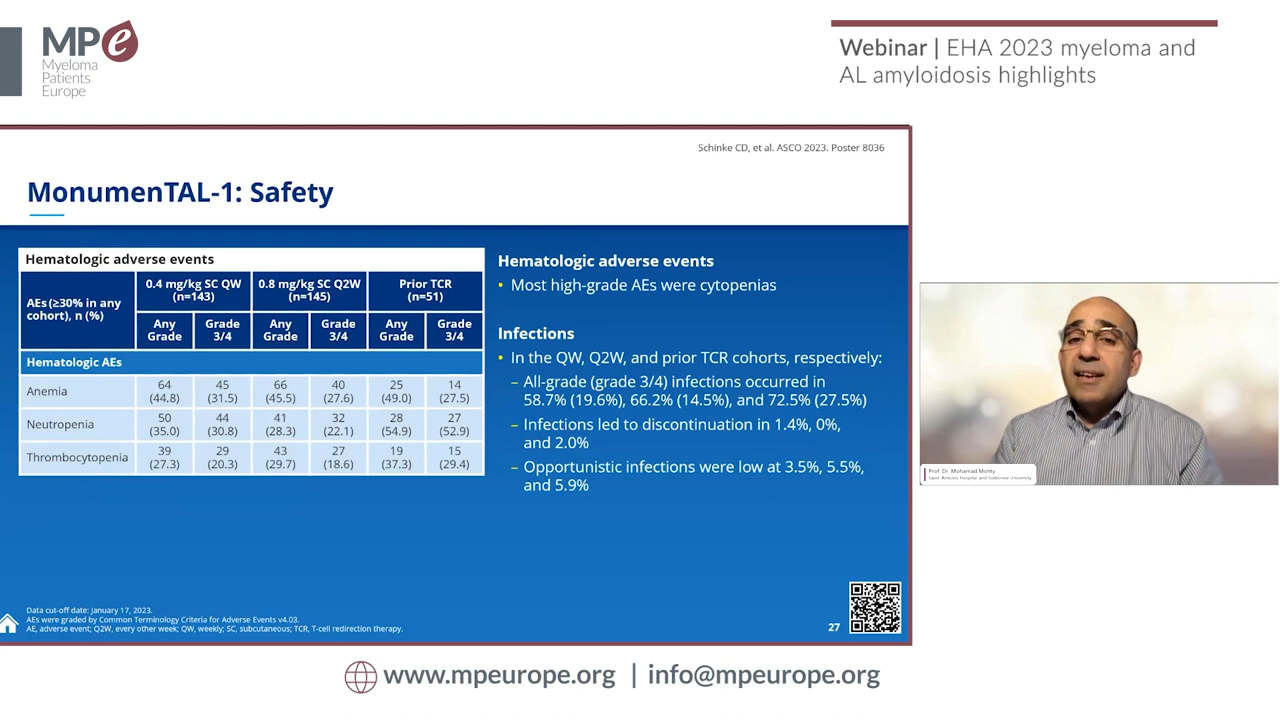 MPe
Myeloma
Patients
Europe
Webinar | EHA 2023 myeloma and
AL amyloidosis highlights
Schinke CD, et al. ASCO 2023. Poster 8036
MonumenTAL-1: Safety
Hematologic adverse events
AEs (≥30% in any cohort), n (%) 0.4 mg/kg SC QW (n=143) 0.8 mg/kg SC Q2W (n=145) Prior TCR (n=51)
Any Grade Grade 3/4 Any Grade Grade 3/4 Any Grade Grade 3/4
Hematologic AEs
Anemia 64 (44.8) 45 (31.5) 66 (45.5) 40 (27.6) 25 (49.0) 14 (27.5)
Neutropenia 50 (35.0) 44 (30.8) 41 (28.3) 32 (22.1) 28 (54.9) 27 (52.9)
Thrombocytopenia 39 (27.3) 29 (20.3) 43 (29.7) 27 (18.6) 19 (37.3) 15 (29.4)
Hematologic adverse events
• Most high-grade AEs were cytopenias
Infections
• In the QW, Q2W, and prior TCR cohorts, respectively:
– All-grade (grade 3/4) infections occurred in
58.7% (19.6%), 66.2% (14.5%), and 72.5% (27.5%)
– Infections led to discontinuation in 1.4%, 0%,
and 2.0%
– Opportunistic infections were low at 3.5%, 5.5%,
and 5.9%
Prof. Dr. Mohamad Mohty
Saint-Antoine Hospital and Sorbonne University
Data cut-off date: January 17, 2023.
AEs were graded by Common Terminology Criteria for Adverse Events v4.03.
AE, adverse event; Q2W, every other week; QW, weekly; SC, subcutaneous; TCR, T-cell redirection therapy.
27
www.mpeurope.org | info@mpeurope.org